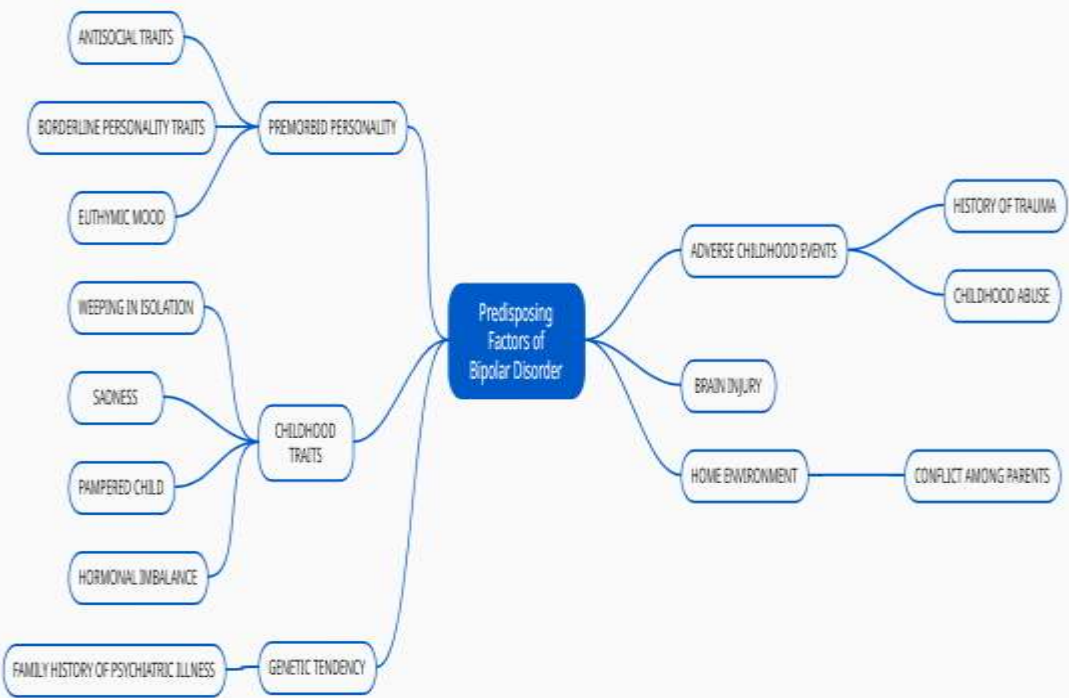 ANTISOCIAL TRAITS
BORDERLINE PERSONALITY TRAITS
EUTHYMIC MOOD
PREMORBID PERSONALITY
WEEPING IN ISOLATION
SADNESS
PAMPERED CHILD
HORMONAL IMBALANCE
CHILDHOOD
TRAITS
FAMILY HISTORY OF PSYCHIATRIC ILLNESS
GENETIC TENDENCY
Predisposing
Factors of
Bipolar Disorder
ADVERSE CHILDHOOD EVENTS
HISTORY OF TRAUMA
CHILDHOOD ABUSE
BRAIN INJURY
HOME ENVIRONMENT
CONFLICT AMONG PARENTS